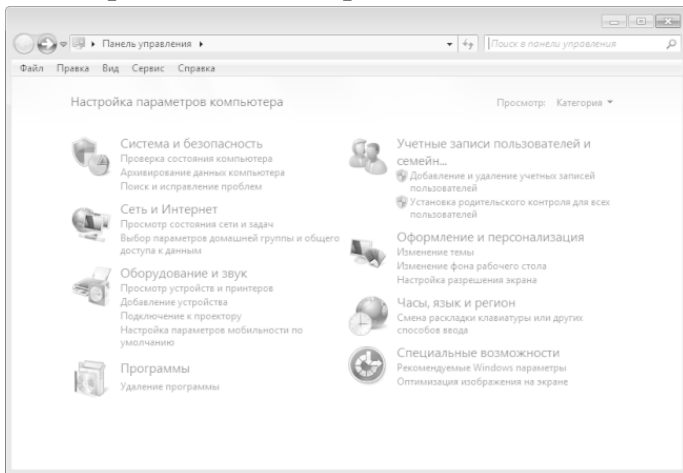 Панель управления
Поиск в панели управления
Файл Правка Вид Сервис Справка
Настройка параметров компьютера
Просмотр: Категория
Система и безопасность
Проверка состояния компьютера
Архивирование данных компьютера
Поиск и исправление проблем
Сеть и Интернет
Просмотр состояния сети и задач
Выбор параметров домашней группы и общего
доступа к данным
Оборудование и звук
Просмотр устройств и принтеров
Добавление устройства
Подключение к проектору
Настройка параметров мобильности по
умолчанию
Программы
Удаление программы
Учетные записи пользователей и
семейн...
Добавление и удаление учетных записей
пользователей
Установка родительского контроля для всех
пользователей
Оформление и персонализация
Изменение темы
Изменение фона рабочего стола
Настройка разрешения экрана
Часы, язык и регион
Смена раскладки клавиатуры или других
способов ввода
Специальные возможности
Рекомендуемые Windows параметры
Оптимизация изображения на экране